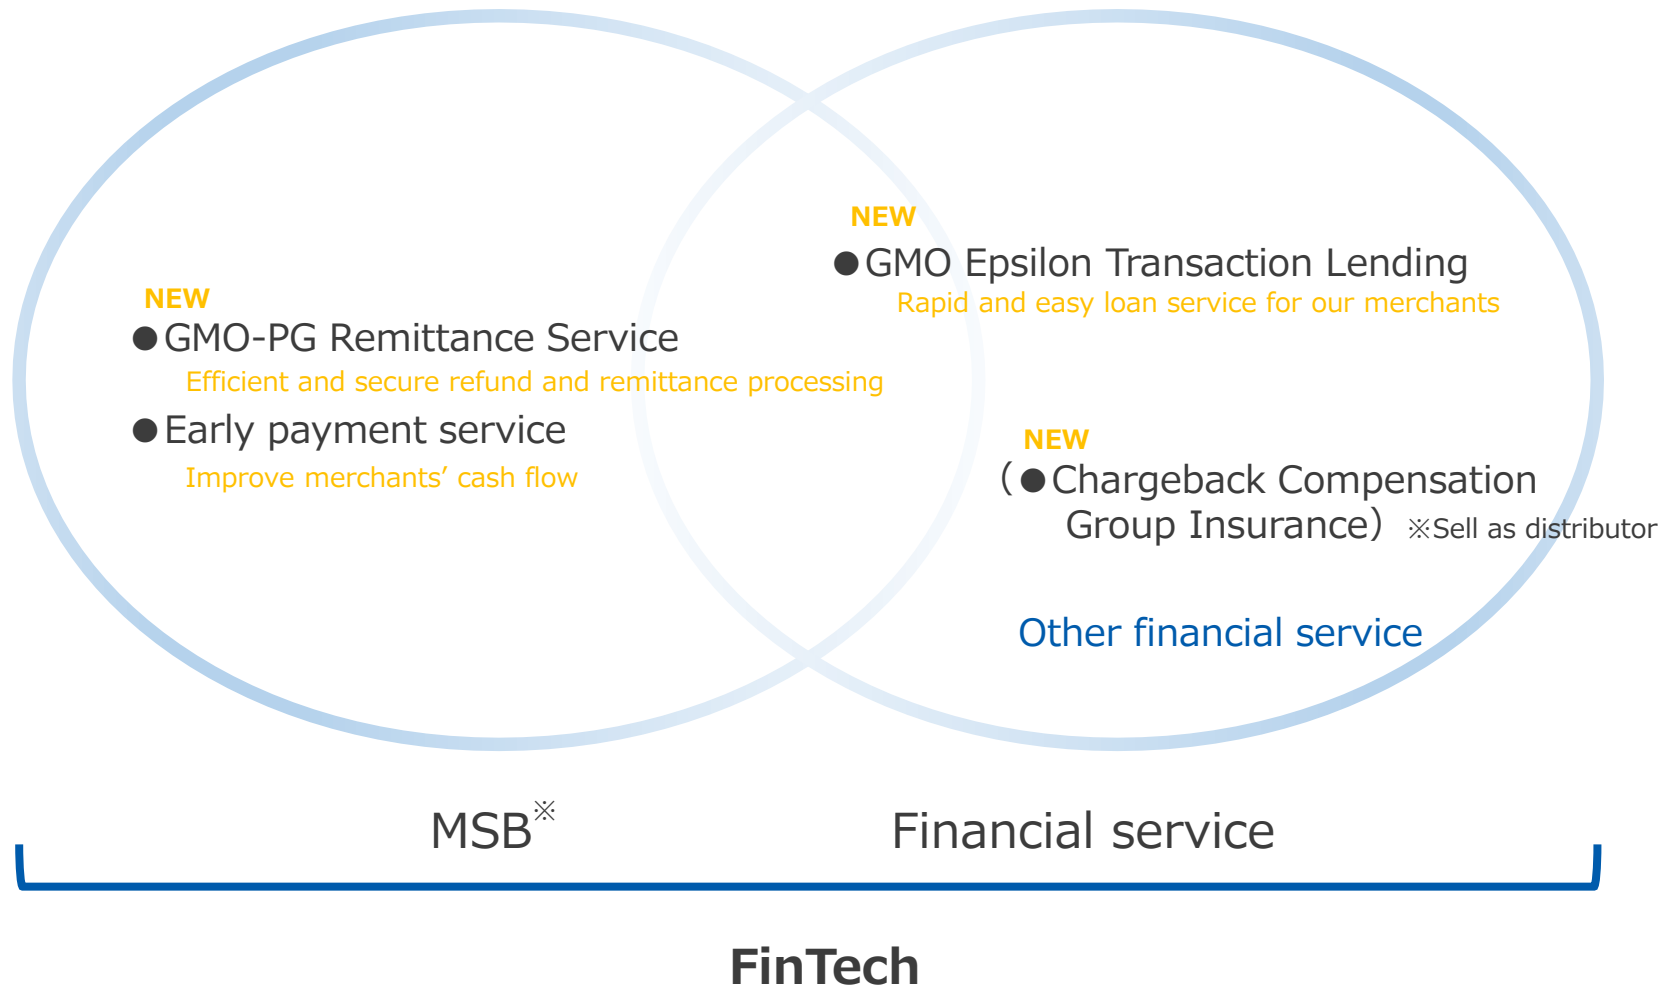 NEW
●GMO-PG Remittance Service
Efficient and secure refund and remittance processing
●Early payment service
Improve merchants’ cash flow
NEW
●GMO Epsilon Transaction Lending
Rapid and easy loan service for our merchants
NEW
（●Chargeback Compensation
Group Insurance） ※Sell as distributor
Other financial service
MSB※
Financial service
FinTech